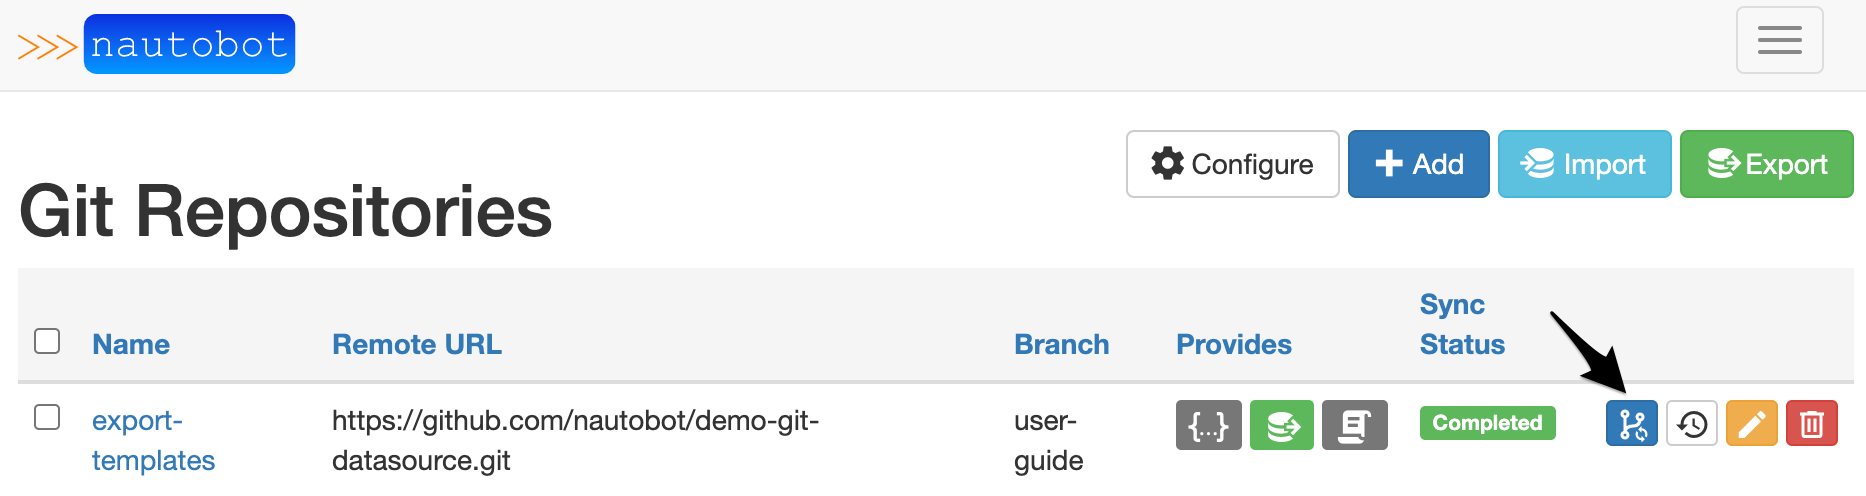 >>> nautobot
Configure Add Import Export
Git Repositories
Name Remote URL Branch Provides Sync Status
export-templates https://github.com/nautobot/demo-git-datasource.git user-guide {...} Completed